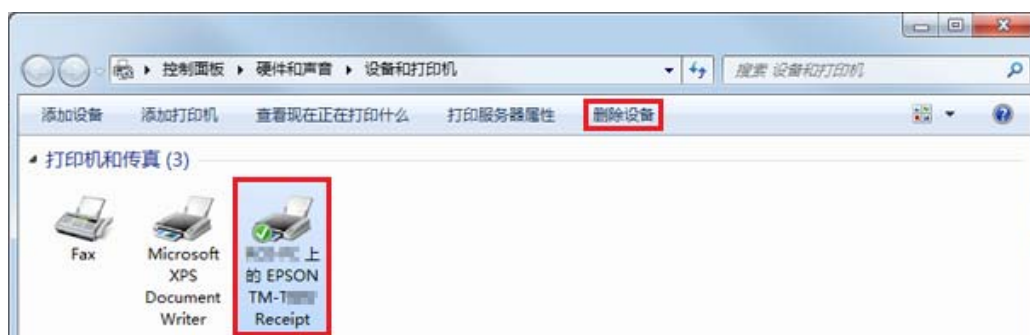 控制面板 ▸ 硬件和声音 ▸ 设备和打印机
搜索 设备和打印机
添加设备 添加打印机 查看现在正在打印什么 打印服务器属性 删除设备
打印机和传真 (3)
Fax
Microsoft
XPS
Document
Writer
上
的 EPSON
TM-T
Receipt